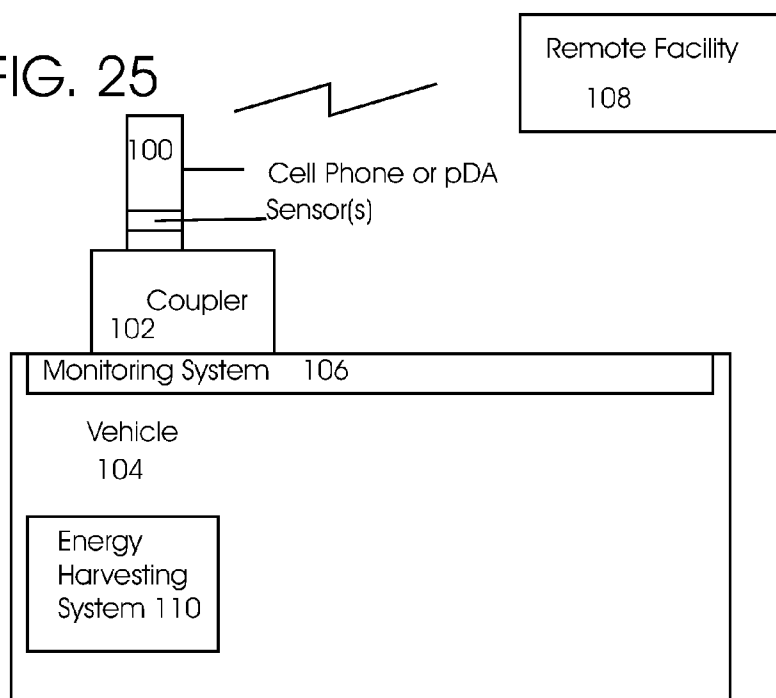 FIG. 25
Remote Facility
108
100
Cell Phone or pDA
Sensor(s)
Coupler
102
Monitoring System 106
Vehicle
104
Energy
Harvesting
System 110